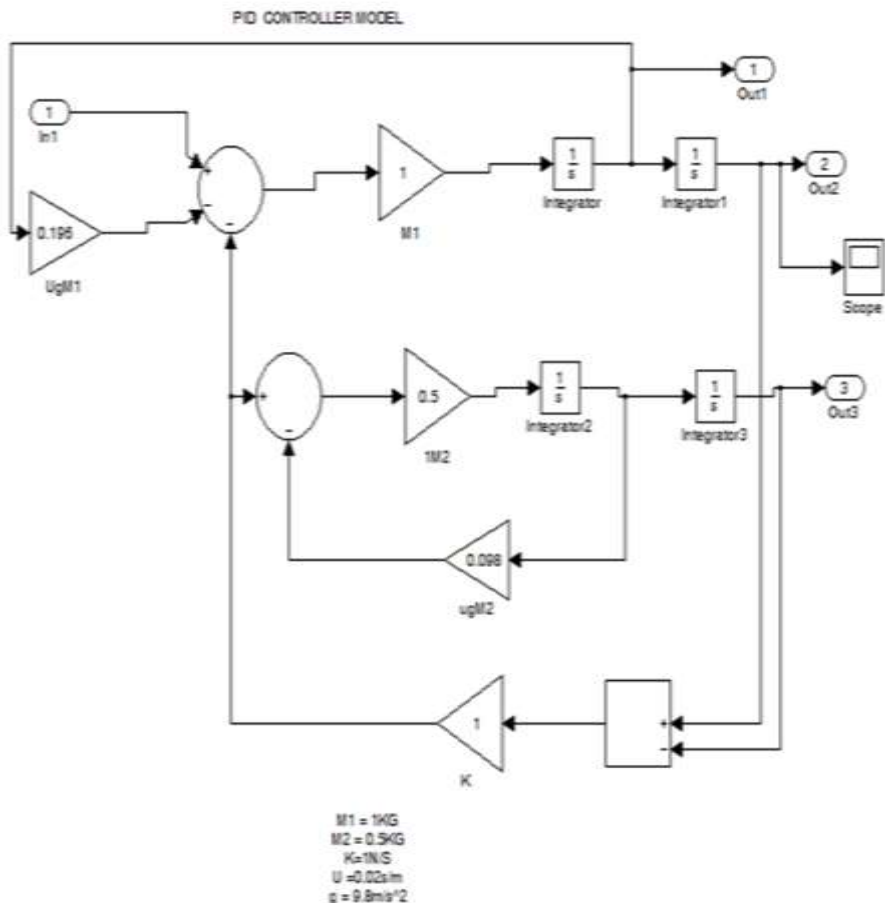 PID CONTROLLER MODEL
1
Out1
1
In1
+
-
-
1
M1
1
s
Integrator
1
s
Integrator1
2
Out2
0.196
UgM1
Scope
+
-
0.5
1M2
1
s
Integrator2
1
s
Integrator3
3
Out3
0.098
ugM2
1
K
+
-
M1 = 1KG
M2 = 0.5KG
K=1N/S
U =0.02s/m
g = 9.8m/s^2